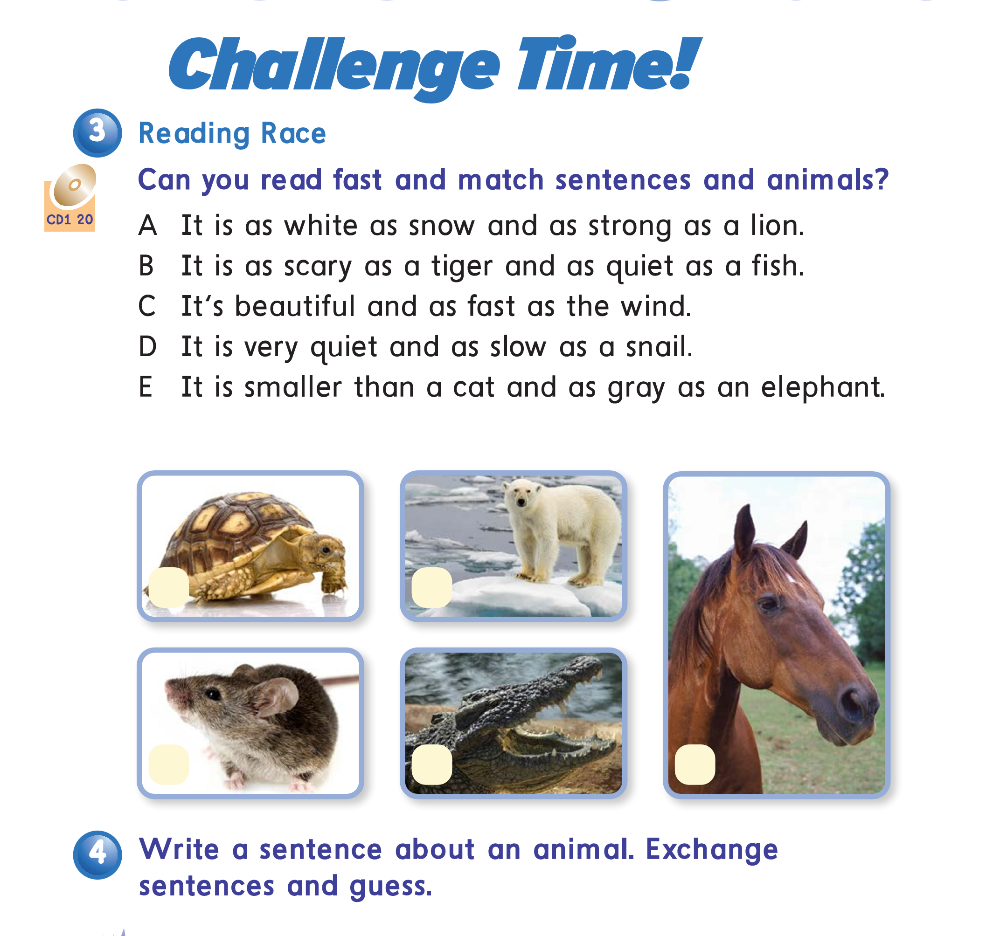 Challenge Time!
3 Reading Race
CD1 20
Can you read fast and match sentences and animals?
A It is as white as snow and as strong as a lion.
B It is as scary as a tiger and as quiet as a fish.
C It‘s beautiful and as fast as the wind.
D It is very quiet and as slow as a snail.
E It is smaller than a cat and as gray as an elephant.
4 Write a sentence about an animal. Exchange
sentences and guess.